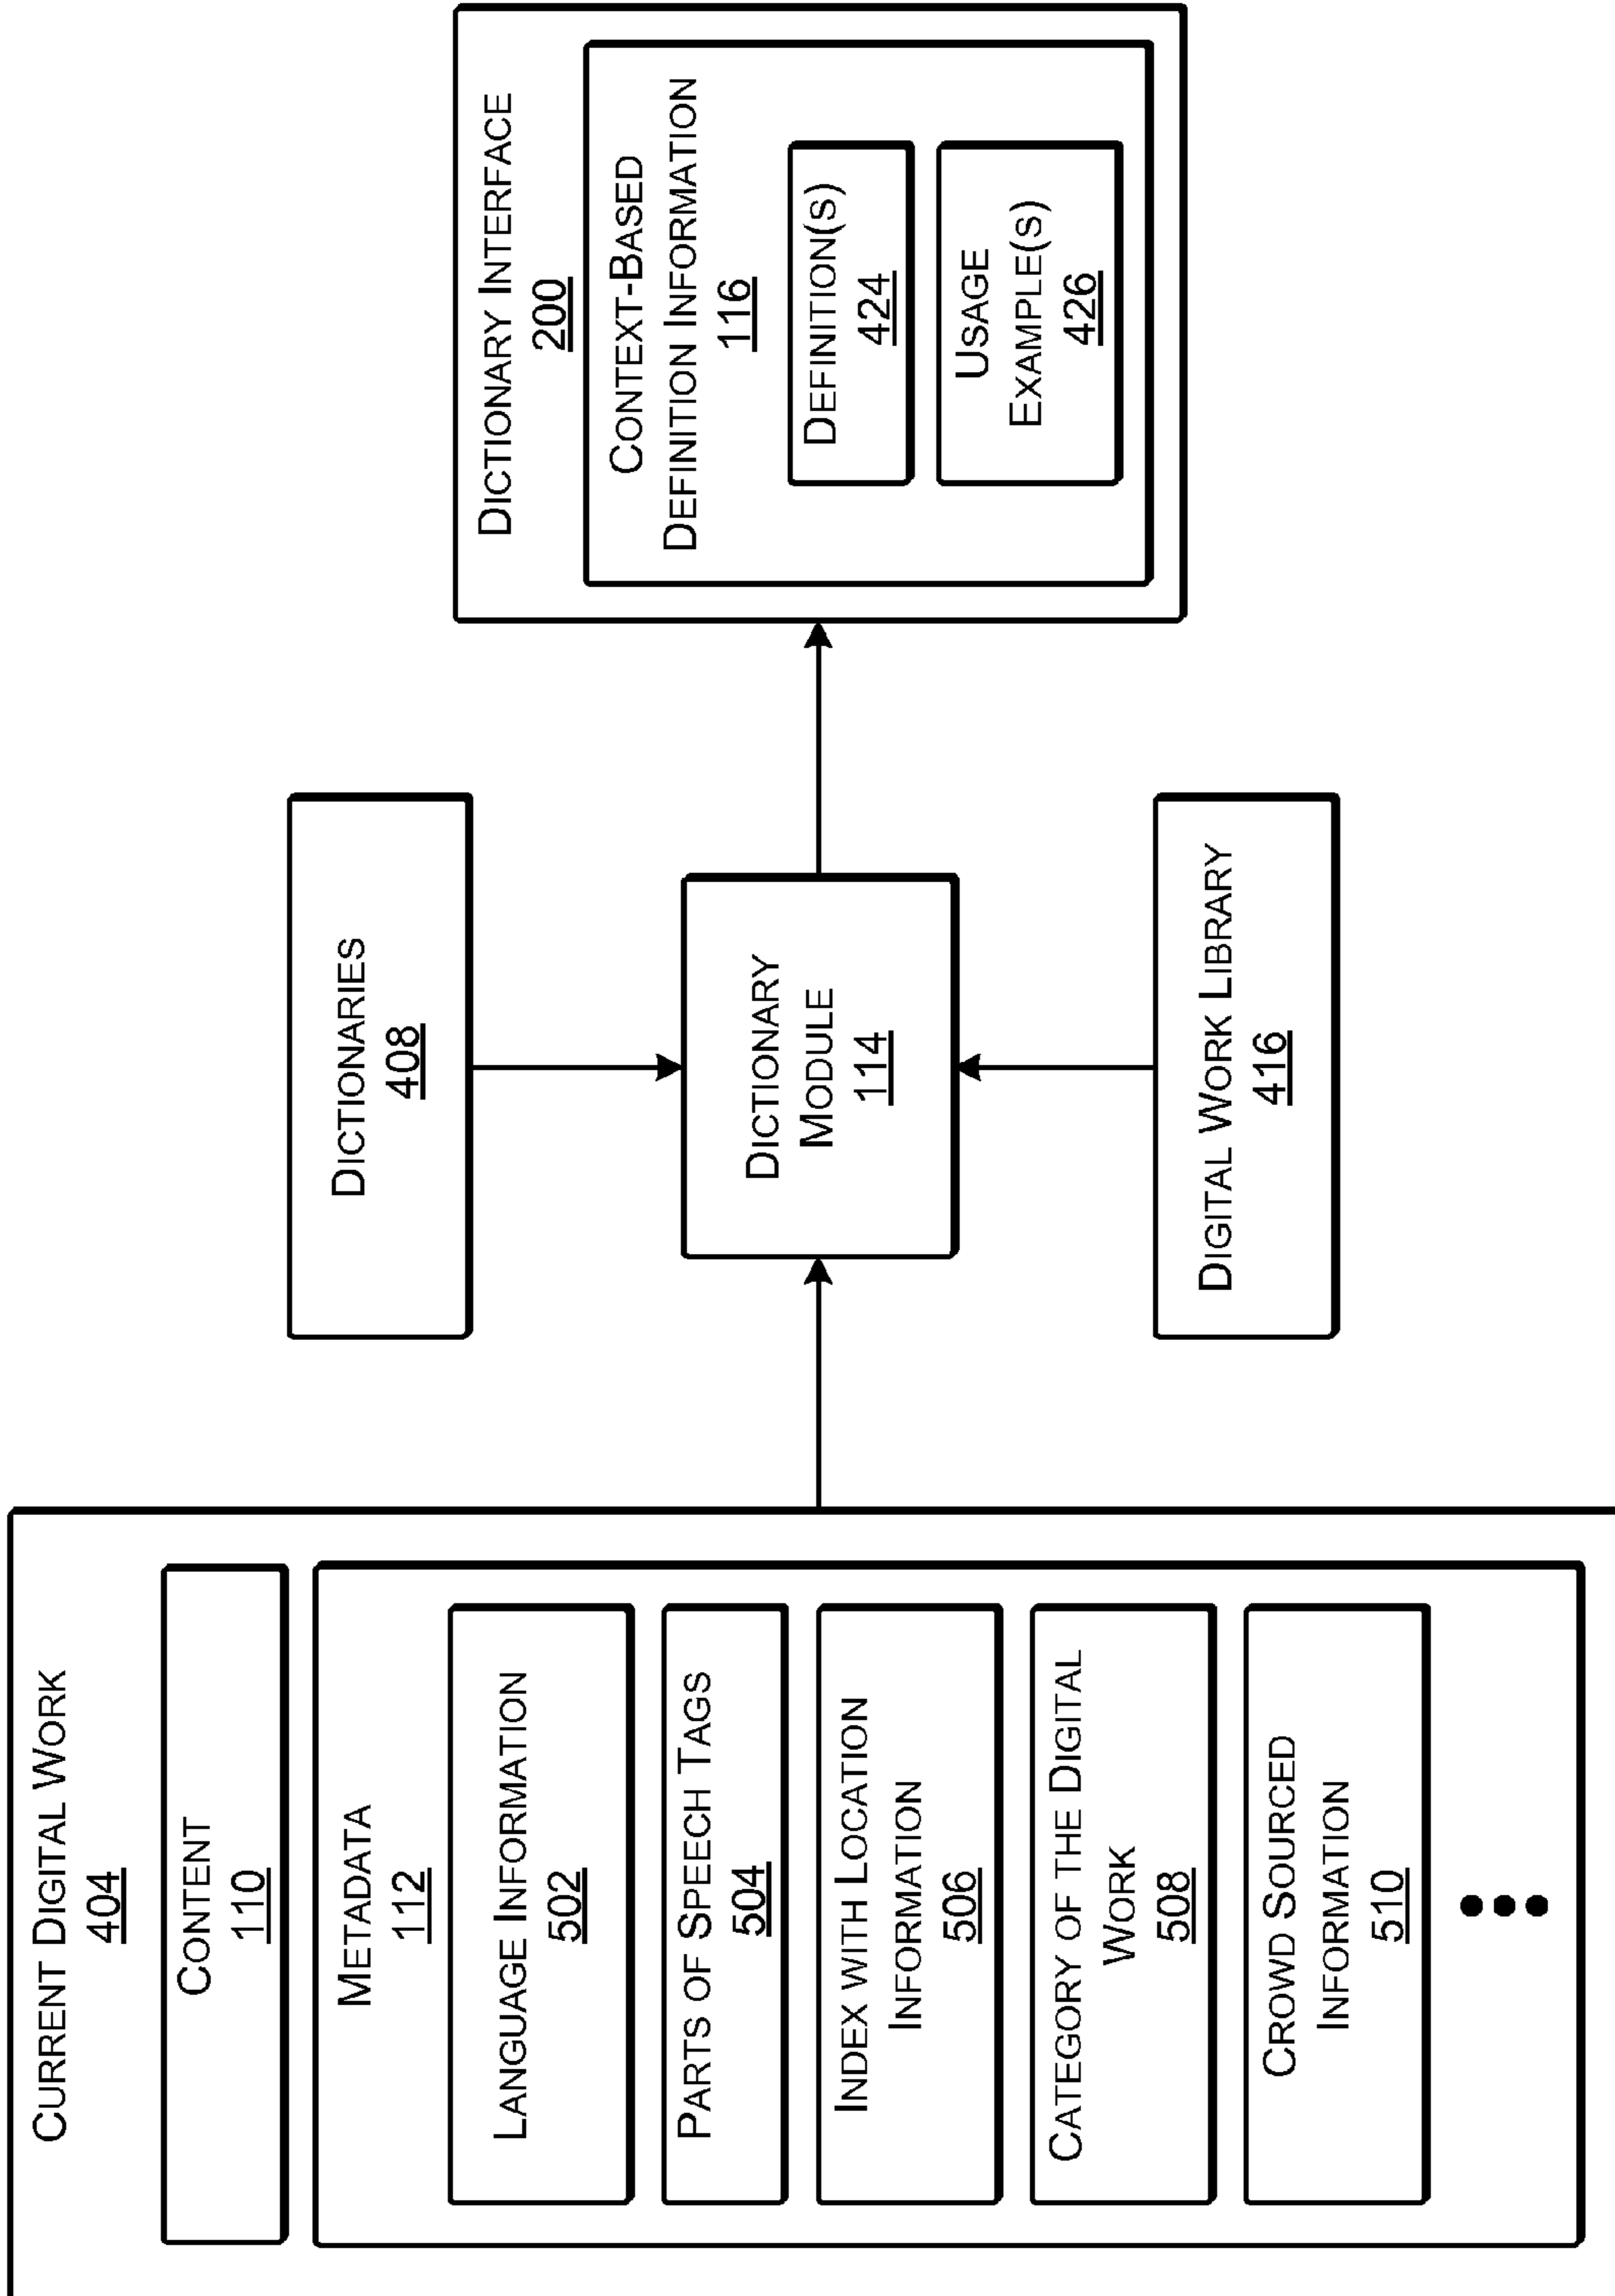 CURRENT DIGITAL WORK
404
CONTENT
110
METADATA
112
LANGUAGE INFORMATION
502
PARTS OF SPEECH TAGS
504
INDEX WITH LOCATION
INFORMATION
506
CATEGORY OF THE DIGITAL
WORK
508
CROWD SOURCED
INFORMATION
510
DICTIONARIES
408
DICTIONARY
MODULE
114
DIGITAL WORK LIBRARY
416
DICTIONARY INTERFACE
200
CONTEXT-BASED
DEFINITION INFORMATION
116
DEFINITION(S)
424
USAGE
EXAMPLE(S)
426